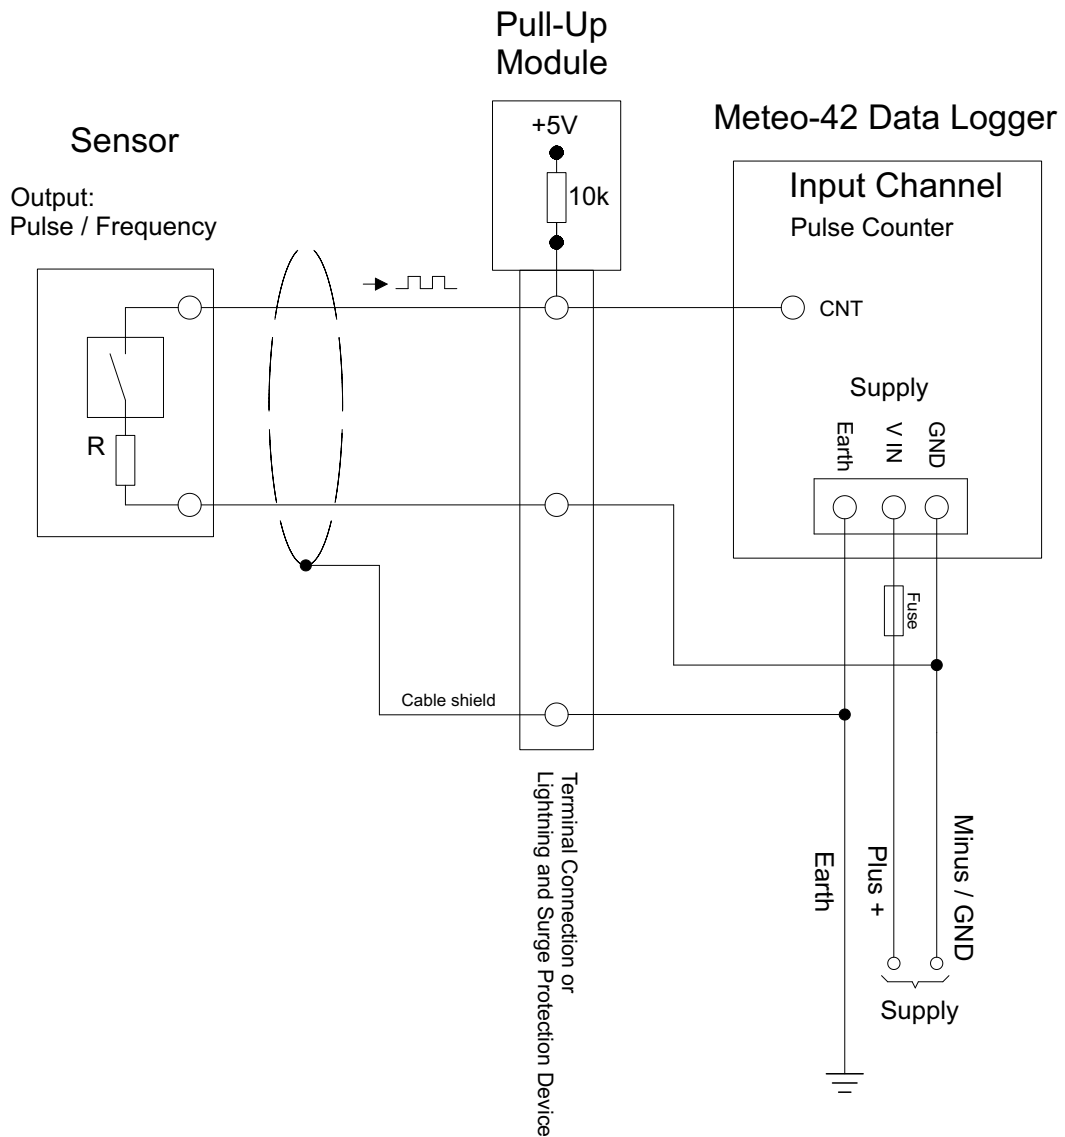 Pull-Up
Module
+5V
10k
Sensor
Output:
Pulse / Frequency
R
Meteo-42 Data Logger
Input Channel
Pulse Counter
CNT
Supply
Earth
V IN
GND
Fuse
Cable shield
Terminal Connection or
Lightning and Surge Protection Device
Earth
Plus +
Minus / GND
Supply